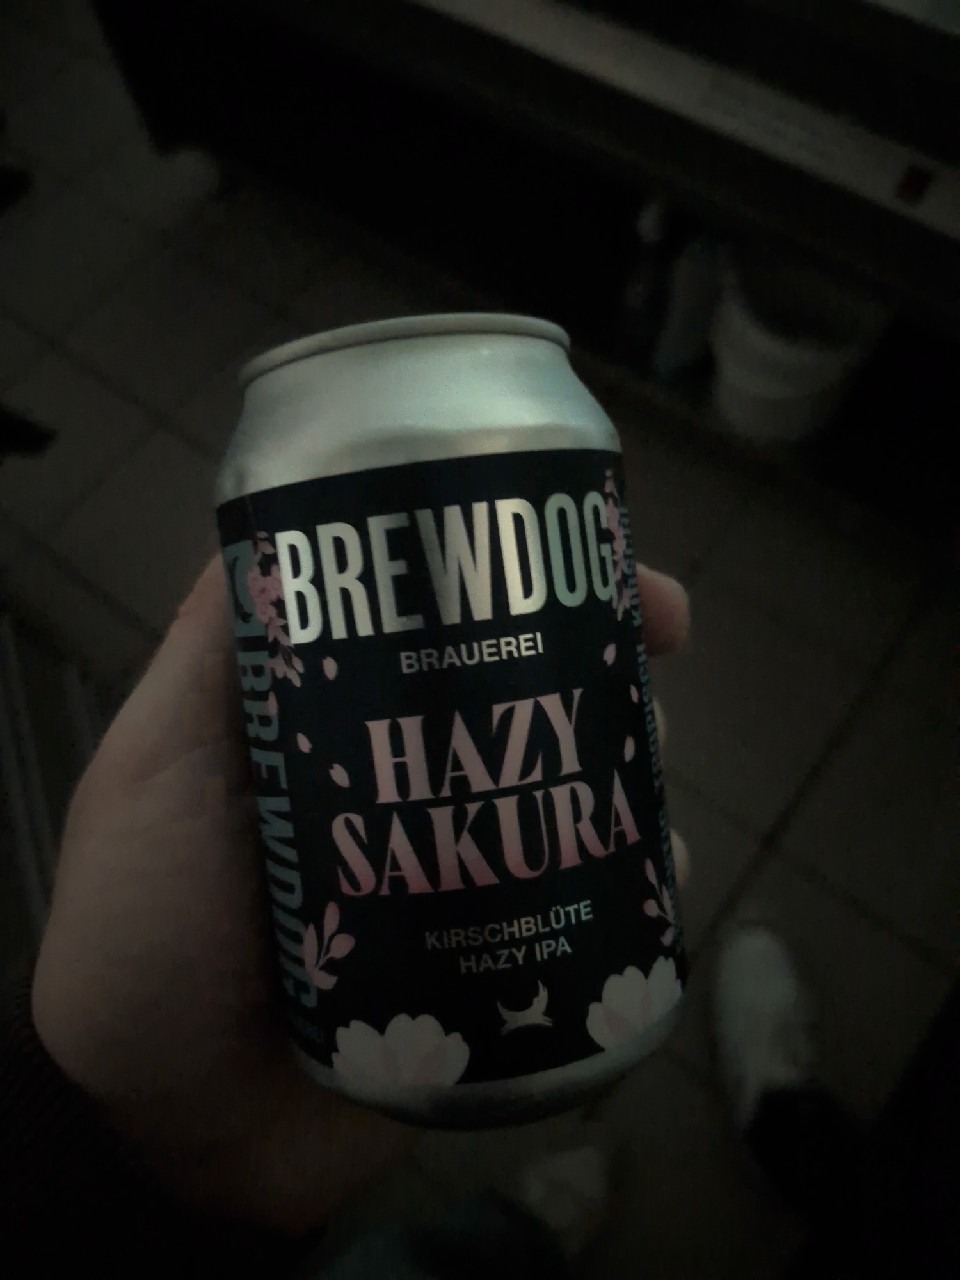 BREWDOG
BRAUEREI
HAZY
SAKURA
KIRSCHBLÜTE
HAZY IPA
BREWDOG